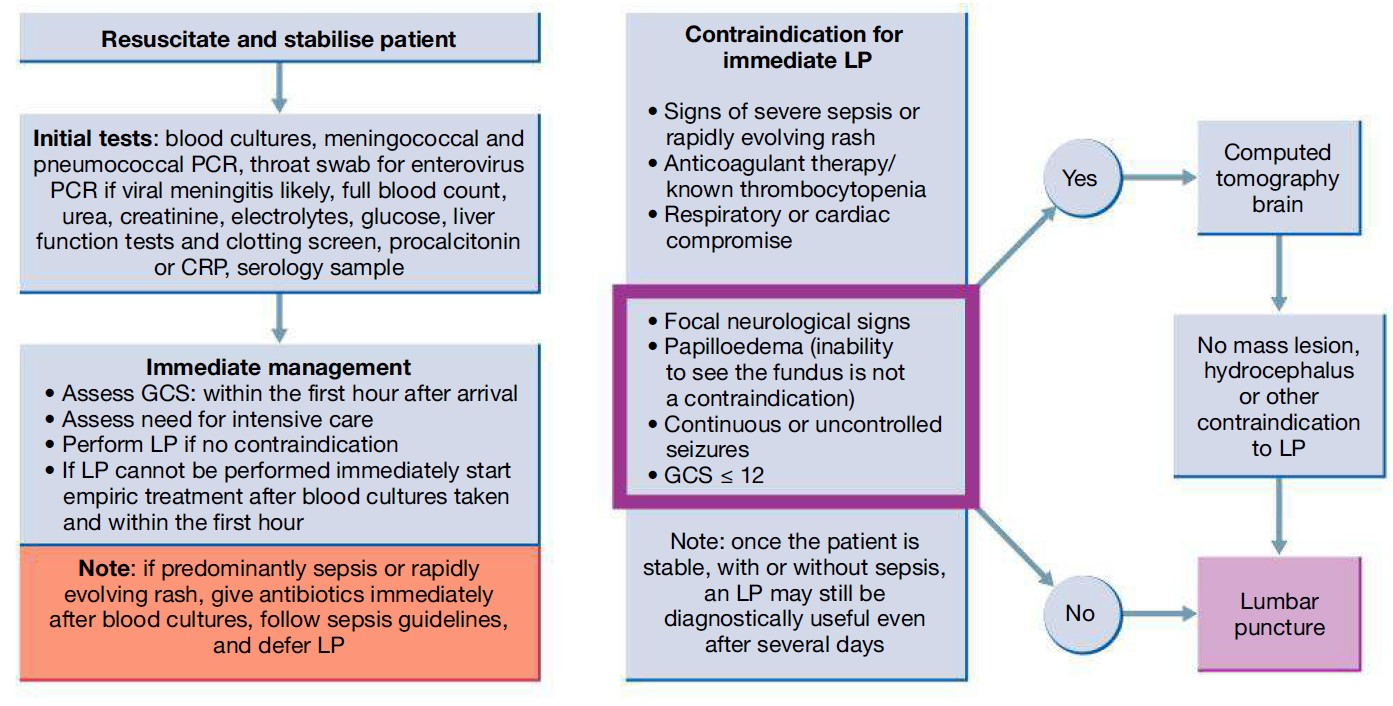 Resuscitate and stabilise patient
Initial tests: blood cultures, meningococcal and
pneumococcal PCR, throat swab for enterovirus
PCR if viral meningitis likely, full blood count,
urea, creatinine, electrolytes, glucose, liver
function tests and clotting screen, procalcitonin
or CRP, serology sample
Immediate management
• Assess GCS: within the first hour after arrival
• Assess need for intensive care
• Perform LP if no contraindication
• If LP cannot be performed immediately start
empiric treatment after blood cultures taken
and within the first hour
Note: if predominantly sepsis or rapidly
evolving rash, give antibiotics immediately
after blood cultures, follow sepsis guidelines,
and defer LP
Contraindication for
immediate LP
• Signs of severe sepsis or
rapidly evolving rash
• Anticoagulant therapy/
known thrombocytopenia
• Respiratory or cardiac
compromise
• Focal neurological signs
• Papilloedema (inability
to see the fundus is not
a contraindication)
• Continuous or uncontrolled
seizures
• GCS ≤ 12
Note: once the patient is
stable, with or without sepsis,
an LP may still be
diagnostically useful even
after several days
Yes
Computed
tomography
brain
No mass lesion,
hydrocephalus
or other
contraindication
to LP
No
Lumbar
puncture